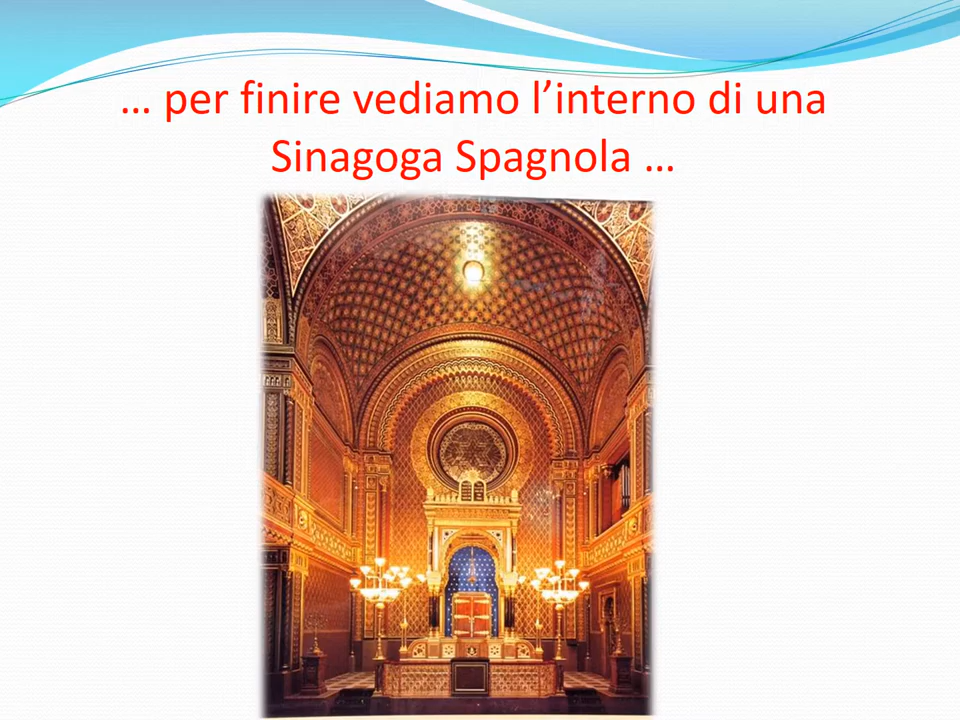 … per finire vediamo l’interno di una
Sinagoga Spagnola …